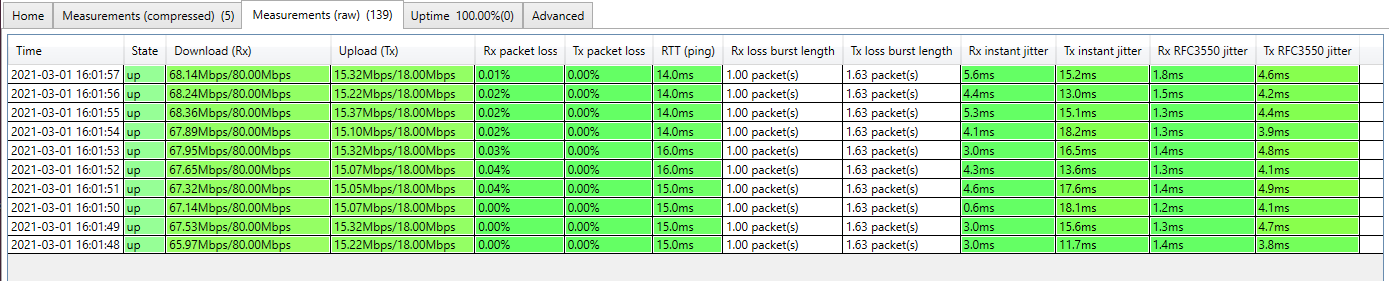 Home Measurements (compressed) (5) Measurements (raw) (139) Uptime 100.00%(0) Advanced
Time State Download (Rx) Upload (Tx) Rx packet loss Tx packet loss RTT (ping) Rx loss burst length Tx loss burst length Rx instant jitter Tx instant jitter Rx RFC3550 jitter Tx RFC3550 jitter
2021-03-01 16:01:57 up 68.14Mbps/80.00Mbps 15.32Mbps/18.00Mbps 0.01% 0.00% 14.0ms 1.00 packet(s) 1.63 packet(s) 5.6ms 15.2ms 1.8ms 4.6ms
2021-03-01 16:01:56 up 68.24Mbps/80.00Mbps 15.22Mbps/18.00Mbps 0.02% 0.00% 14.0ms 1.00 packet(s) 1.63 packet(s) 4.4ms 13.0ms 1.5ms 4.2ms
2021-03-01 16:01:55 up 68.36Mbps/80.00Mbps 15.37Mbps/18.00Mbps 0.02% 0.00% 14.0ms 1.00 packet(s) 1.63 packet(s) 5.3ms 15.1ms 1.3ms 4.4ms
2021-03-01 16:01:54 up 67.89Mbps/80.00Mbps 15.10Mbps/18.00Mbps 0.02% 0.00% 14.0ms 1.00 packet(s) 1.63 packet(s) 4.1ms 18.2ms 1.3ms 3.9ms
2021-03-01 16:01:53 up 67.95Mbps/80.00Mbps 15.32Mbps/18.00Mbps 0.03% 0.00% 16.0ms 1.00 packet(s) 1.63 packet(s) 3.0ms 16.5ms 1.4ms 4.8ms
2021-03-01 16:01:52 up 67.65Mbps/80.00Mbps 15.07Mbps/18.00Mbps 0.04% 0.00% 16.0ms 1.00 packet(s) 1.63 packet(s) 4.3ms 13.6ms 1.3ms 4.1ms
2021-03-01 16:01:51 up 67.32Mbps/80.00Mbps 15.05Mbps/18.00Mbps 0.04% 0.00% 15.0ms 1.00 packet(s) 1.63 packet(s) 4.6ms 17.6ms 1.4ms 4.9ms
2021-03-01 16:01:50 up 67.14Mbps/80.00Mbps 15.07Mbps/18.00Mbps 0.00% 0.00% 15.0ms 1.00 packet(s) 1.63 packet(s) 0.6ms 18.1ms 1.2ms 4.1ms
2021-03-01 16:01:49 up 67.53Mbps/80.00Mbps 15.32Mbps/18.00Mbps 0.00% 0.00% 15.0ms 1.00 packet(s) 1.63 packet(s) 3.0ms 15.6ms 1.3ms 4.7ms
2021-03-01 16:01:48 up 65.97Mbps/80.00Mbps 15.22Mbps/18.00Mbps 0.00% 0.00% 15.0ms 1.00 packet(s) 1.63 packet(s) 3.0ms 11.7ms 1.4ms 3.8ms